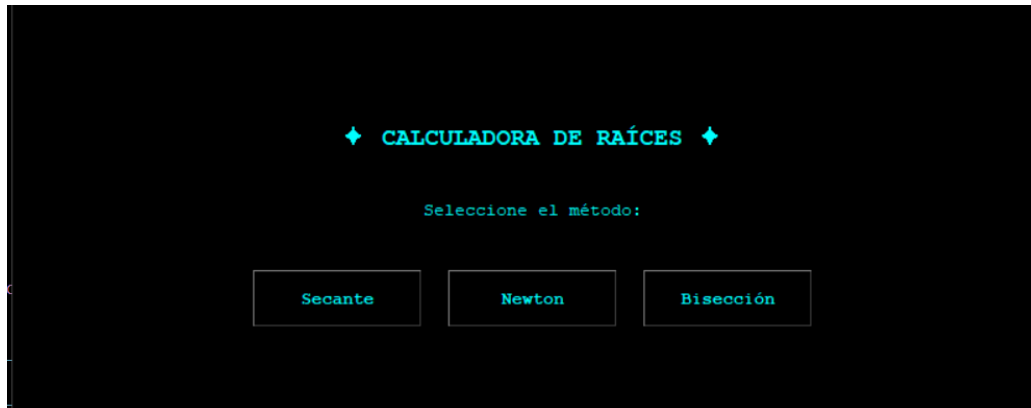 ✦ CALCULADORA DE RAÍCES ✦
Seleccione el método:
Secante Newton Bisección